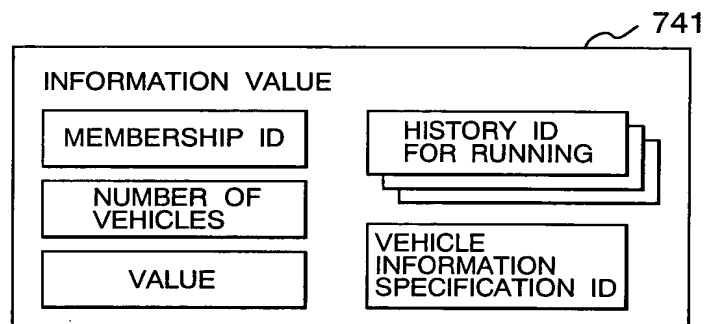 741
INFORMATION VALUE
MEMBERSHIP ID
NUMBER OF
VEHICLES
VALUE
HISTORY ID
FOR RUNNING
VEHICLE
INFORMATION
SPECIFICATION ID